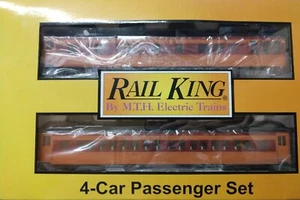 RAIL KING
By M.T.H. Electric Trains
4-Car Passenger Set